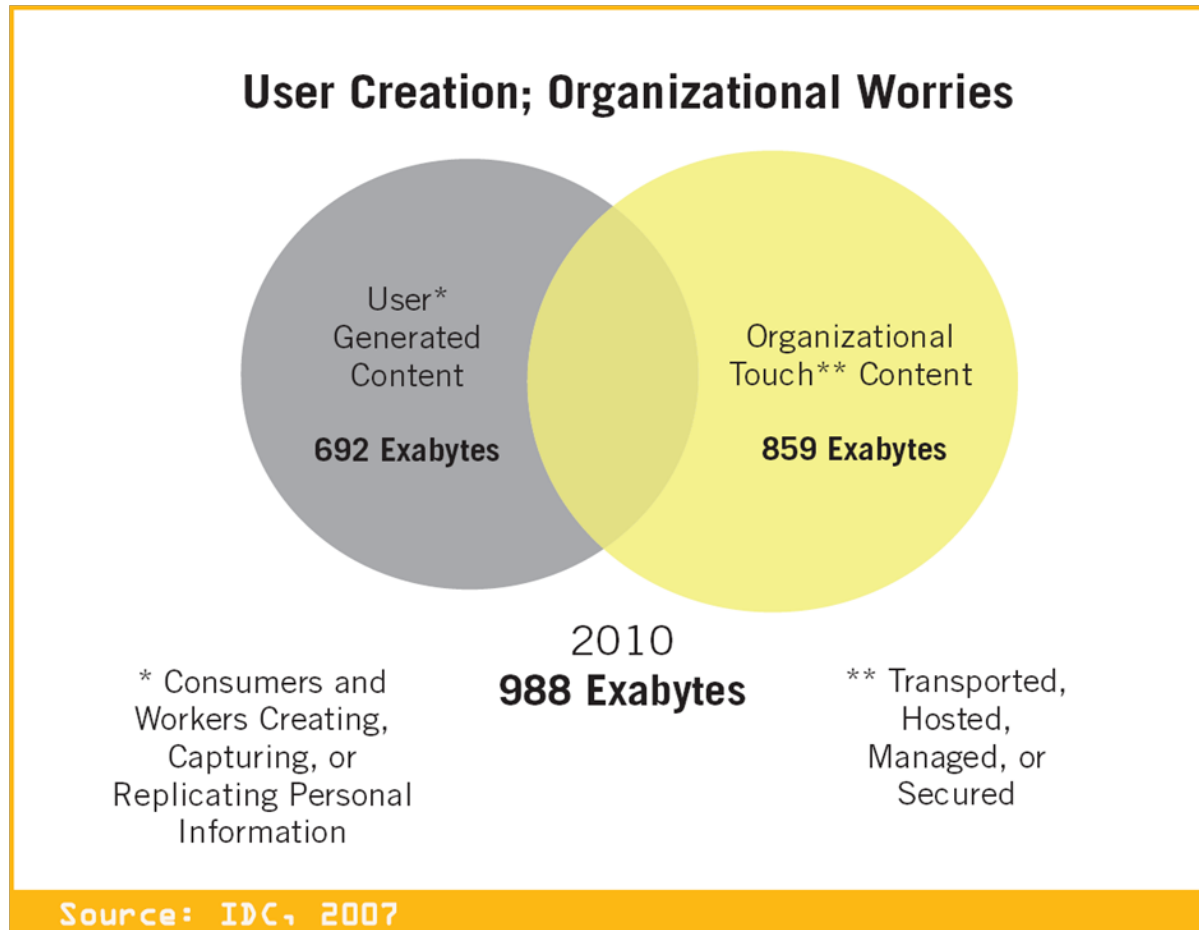 User Creation; Organizational Worries
User*
Generated
Content
692 Exabytes
Organizational
Touch** Content
859 Exabytes
2010
988 Exabytes
* Consumers and
Workers Creating,
Capturing, or
Replicating Personal
Information
** Transported,
Hosted,
Managed, or
Secured
Source: IDC, 2007